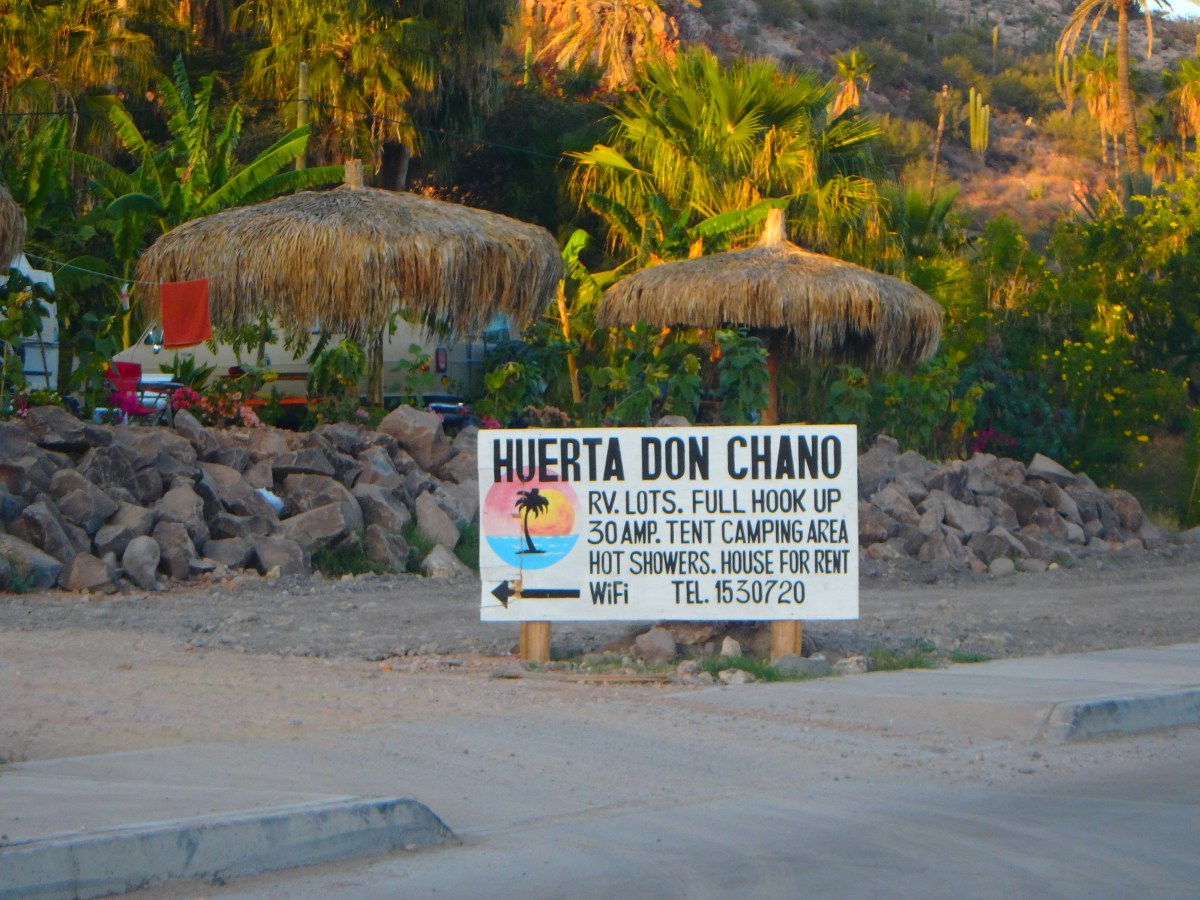 HUERTA DON CHANO
RV. LOTS. FULL HOOK UP
30 AMP. TENT CAMPING AREA
HOT SHOWERS. HOUSE FOR RENT
WiFi TEL. 1530720